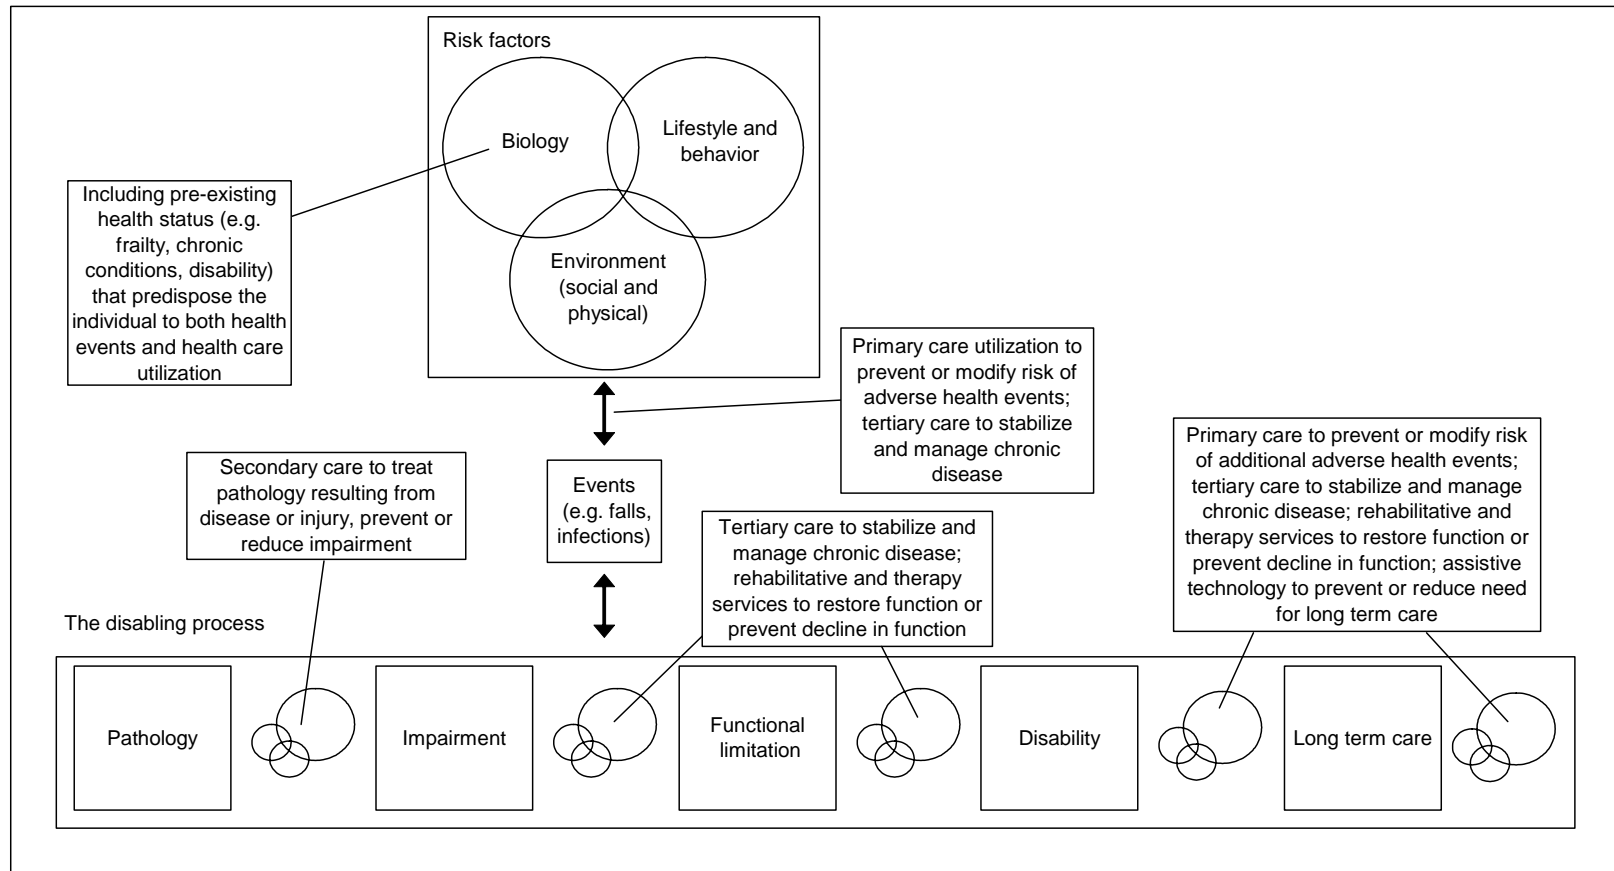 Risk factors
Biology
Lifestyle and
behavior
Environment
(social and
physical)
Including pre-existing
health status (e.g.
frailty, chronic
conditions, disability)
that predispose the
individual to both health
events and health care
utilization
Primary care utilization to
prevent or modify risk of
adverse health events;
tertiary care to stabilize
and manage chronic
disease
Secondary care to treat
pathology resulting from
disease or injury, prevent or
reduce impairment
Events
(e.g. falls,
infections)
Tertiary care to stabilize and
manage chronic disease;
rehabilitative and therapy
services to restore function or
prevent decline in function
Primary care to prevent or modify risk
of additional adverse health events;
tertiary care to stabilize and manage
chronic disease; rehabilitative and
therapy services to restore function or
prevent decline in function; assistive
technology to prevent or reduce need
for long term care
The disabling process
Pathology
Impairment
Functional
limitation
Disability
Long term care